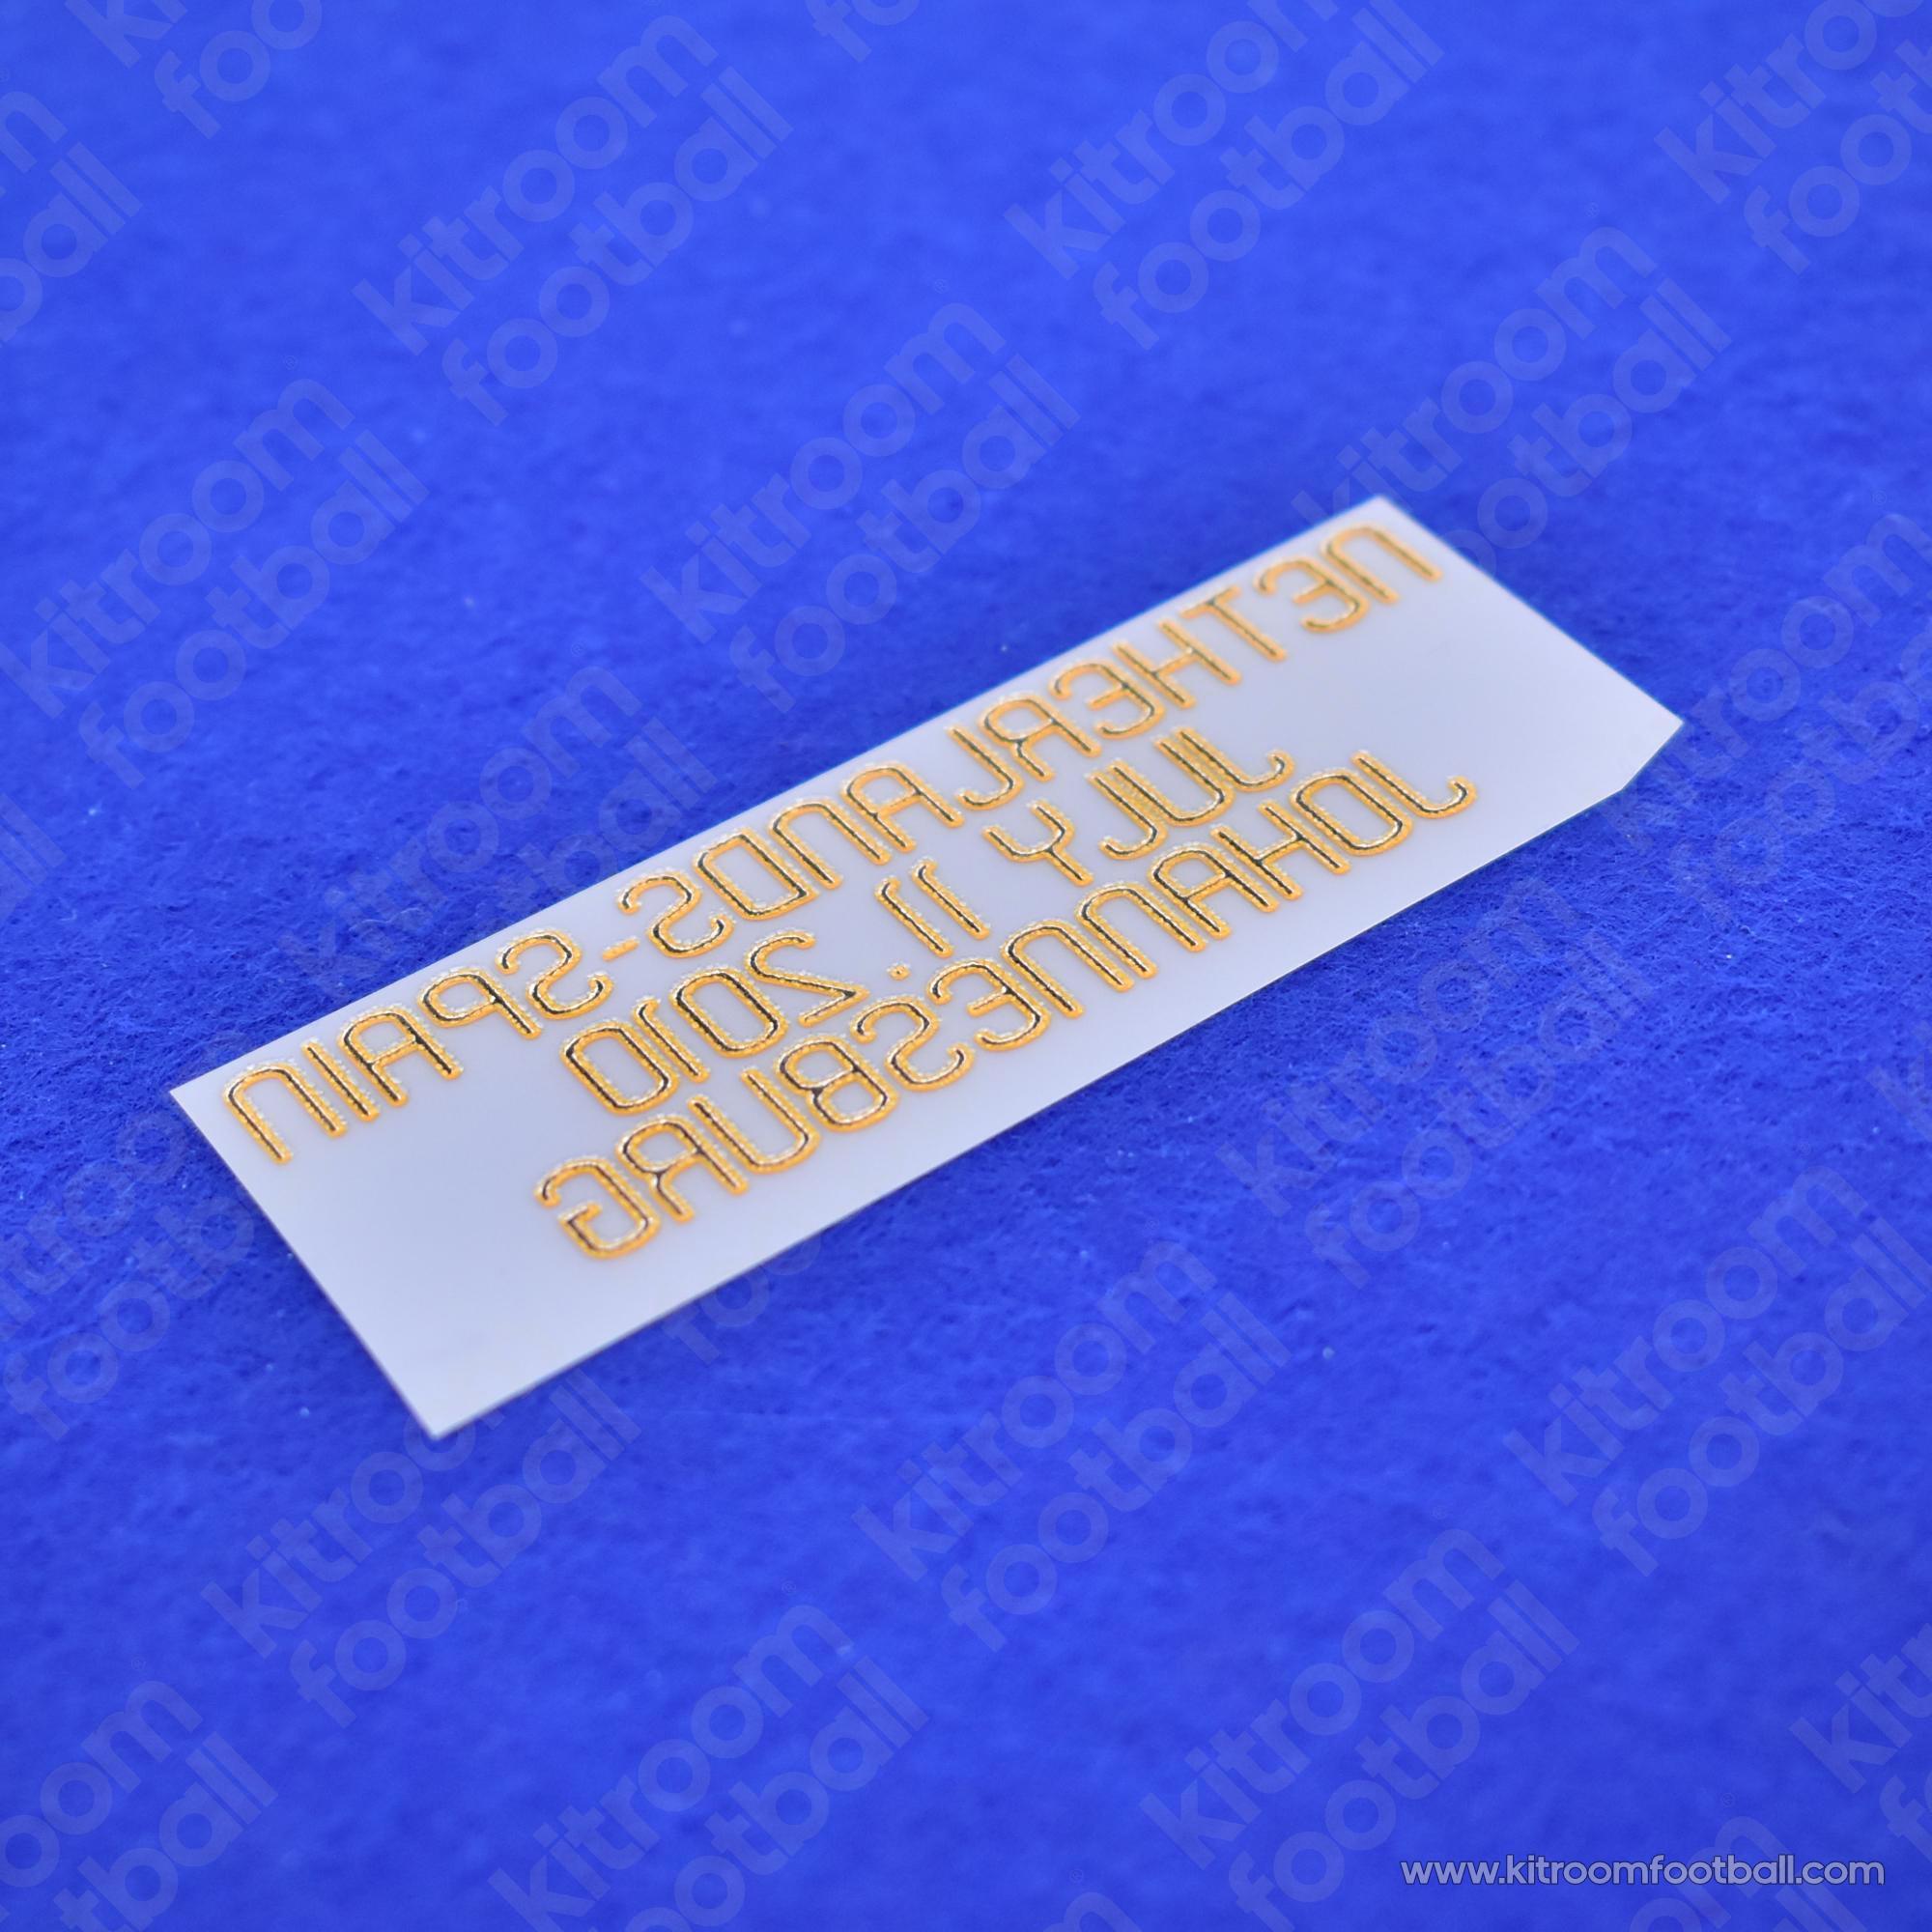 NETHERLANDS-SPAIN
JULY 11. 2010
JOHANNESBURG
kitroom
football
www.kitroomfootball.com